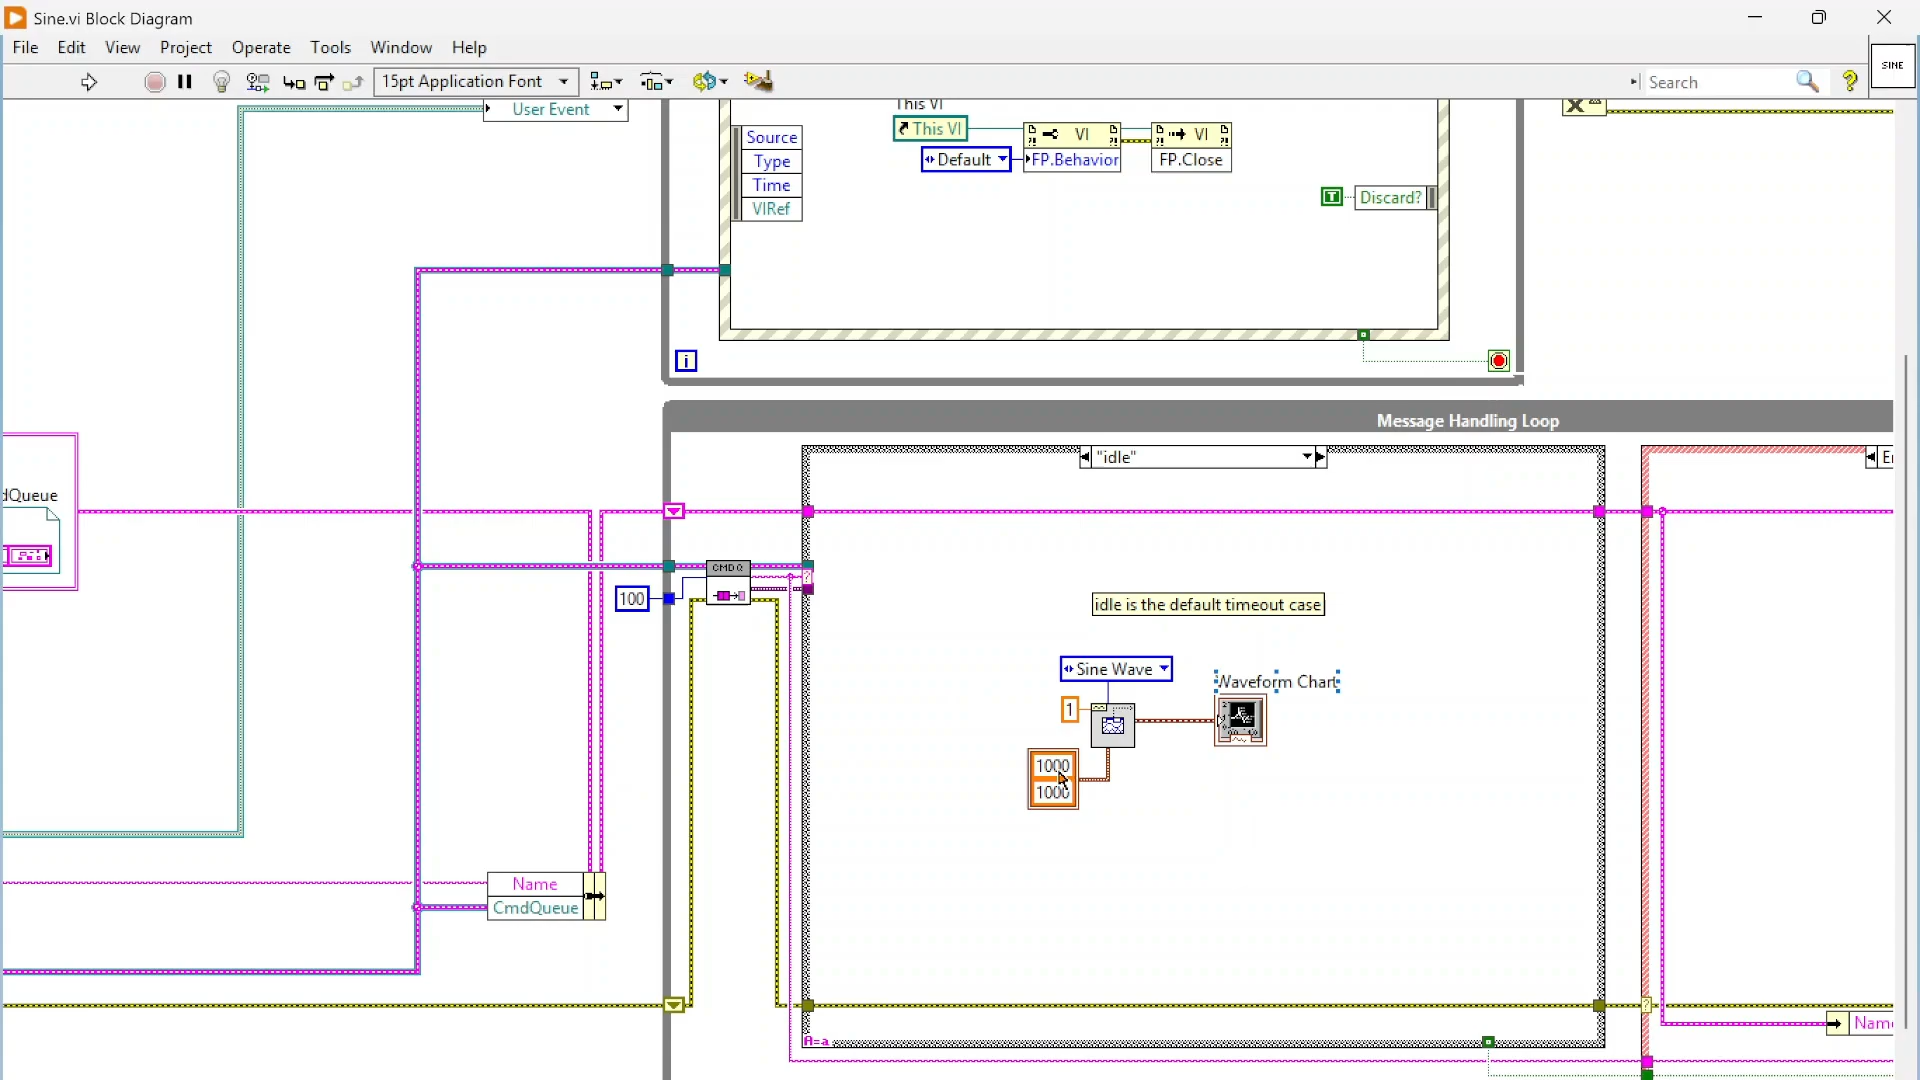 Sine.vi Block Diagram
File Edit View Project Operate Tools Window Help
15pt Application Font
Search
SINE
User Event
This VI
This VI
VI
VI
Default
FP.Behavior
FP.Close
Source
Type
Time
VIRef
T
Discard?
i
Message Handling Loop
"idle"
dQueue
CMDQ
100
?
idle is the default timeout case
Sine Wave
Waveform Chart
1
1000
1000
Name
CmdQueue
?
A=a